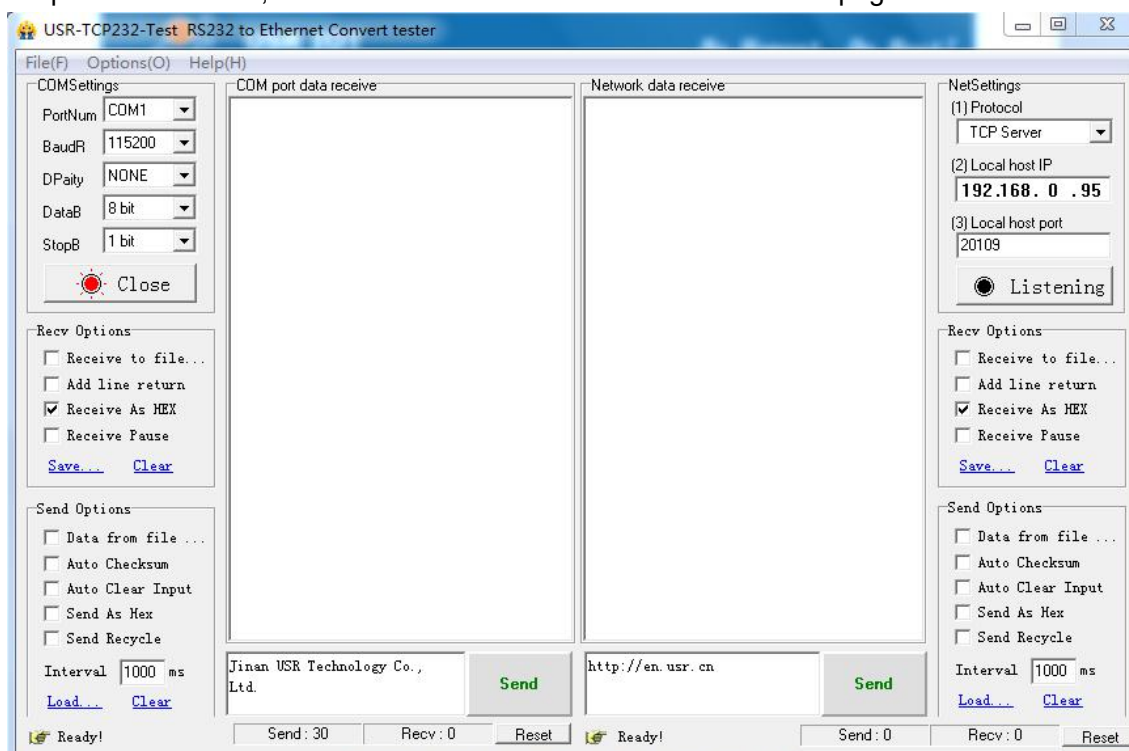 USR-TCP232-Test RS232 to Ethernet Convert tester
File(F) Options(O) Help(H)
COMSettings
PortNum COM1
BaudR 115200
DPaity NONE
DataB 8 bit
StopB 1 bit
Close
Recv Options
Receive to file...
Add line return
Receive As HEX
Receive Pause
Save... Clear
Send Options
Data from file ...
Auto Checksum
Auto Clear Input
Send As Hex
Send Recycle
Interval 1000 ms
Load... Clear
COM port data receive
Jinan USR Technology Co.,
Ltd.
Send
Network data receive
http://en.usr.cn
Send
NetSettings
(1) Protocol
TCP Server
(2) Local host IP
192.168. 0 .95
(3) Local host port
20109
Listening
Recv Options
Receive to file...
Add line return
Receive As HEX
Receive Pause
Save... Clear
Send Options
Data from file ...
Auto Checksum
Auto Clear Input
Send As Hex
Send Recycle
Interval 1000 ms
Load... Clear
Ready! Send : 30 Recv : 0 Reset
Ready! Send : 0 Recv : 0 Reset